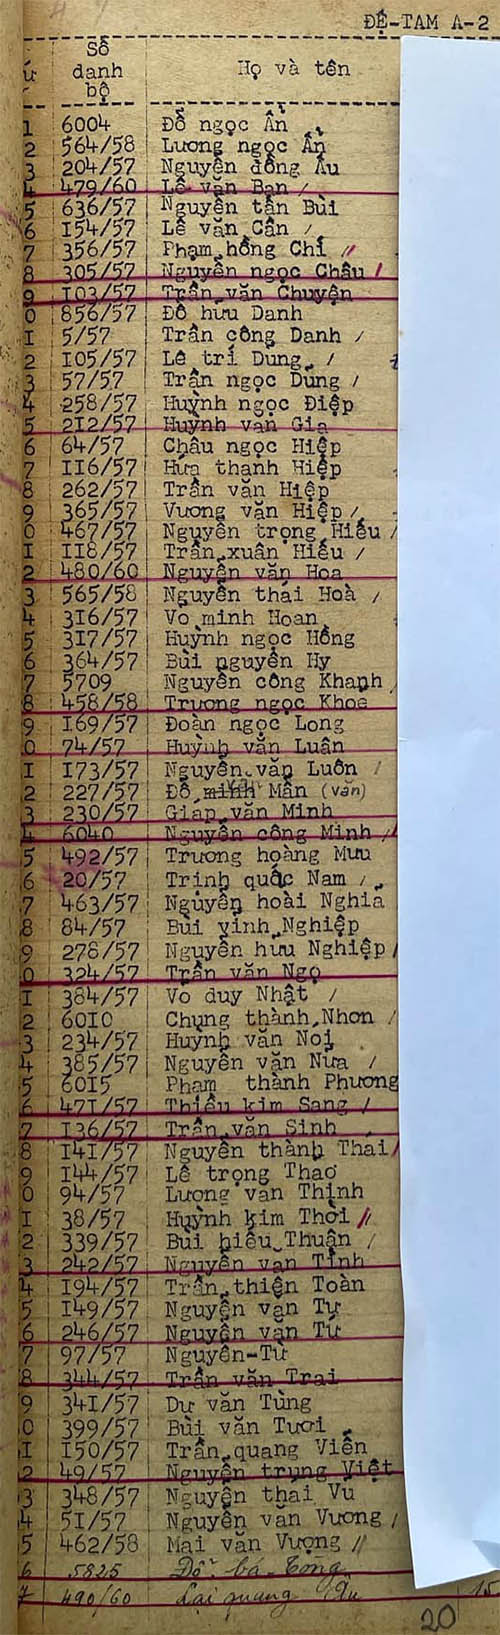 ĐỆ-TAM A-2
Số
danh
bộ
Họ và tên
1 6004 Đỗ ngọc Ẩn
2 564/58 Lương ngọc Ẩn
3 204/57 Nguyễn đồng Âu
4 479/60 Lê văn Ban /
5 636/57 Nguyễn tấn Bùi
6 154/57 Lê văn Cần /
7 356/57 Phạm hồng Chí //
8 305/57 Nguyễn ngọc Châu /
9 103/57 Trần văn Chuyện
0 856/57 Đỗ hữu Danh
1 5/57 Trần công Danh /
2 105/57 Lê trí Dũng /
3 57/57 Trần ngọc Dũng /
4 258/57 Huỳnh ngọc Điệp
5 212/57 Huỳnh văn Gia
6 64/57 Châu ngọc Hiệp
7 116/57 Hứa thanh Hiệp
8 262/57 Trần văn Hiệp
9 365/57 Vương văn Hiệp /
0 467/57 Nguyễn trọng Hiếu /
1 118/57 Trần xuân Hiếu /
2 480/60 Nguyễn văn Hoa
3 565/58 Nguyễn thái Hoà /
4 316/57 Võ minh Hoan
5 317/57 Huỳnh ngọc Hồng
6 364/57 Bùi nguyên Hy
7 5709 Nguyễn công Khanh /
8 458/58 Trương ngọc Khoe
9 169/57 Đoàn ngọc Long
0 74/57 Huỳnh văn Luân
1 173/57 Nguyễn văn Luôn /
2 227/57 Đỗ minh văn Mẫn (văn)
3 230/57 Giáp văn Minh
4 6040 Nguyễn công Minh /
5 492/57 Trương hoàng Mưu
6 20/57 Trịnh quốc Nam /
7 463/57 Nguyễn hoài Nghĩa
8 84/57 Bùi vinh Nghiệp
9 278/57 Nguyễn hữu Nghiệp /
0 324/57 Trần văn Ngọ
1 384/57 Võ duy Nhật /
2 6010 Chung thành Nhơn /
3 234/57 Huỳnh văn Nơi
4 385/57 Nguyễn văn Nửa /
5 6015 Phạm thành Phương
6 471/57 Thiều kim Sang /
7 136/57 Trần văn Sinh
8 141/57 Nguyễn thành Thái /
9 144/57 Lê trọng Thao
0 94/57 Lương văn Thịnh
1 38/57 Huỳnh kim Thời //
2 339/57 Bùi hiếu Thuận /
3 242/57 Nguyễn văn Tính
4 194/57 Trần thiện Toàn
5 149/57 Nguyễn văn Tự
6 246/57 Nguyễn văn Tứ
7 97/57 Nguyễn-Từ
8 344/57 Trần văn Trai
9 341/57 Dư văn Tùng
0 399/57 Bùi văn Tươi
1 150/57 Trần quang Viễn
2 49/57 Nguyễn trung Việt
3 348/57 Nguyễn thái Vũ
4 51/57 Nguyễn văn Vương /
5 462/58 Mai văn Vượng //
6 5825 Đỗ bá Tòng
7 490/60 Lại quang 15
20